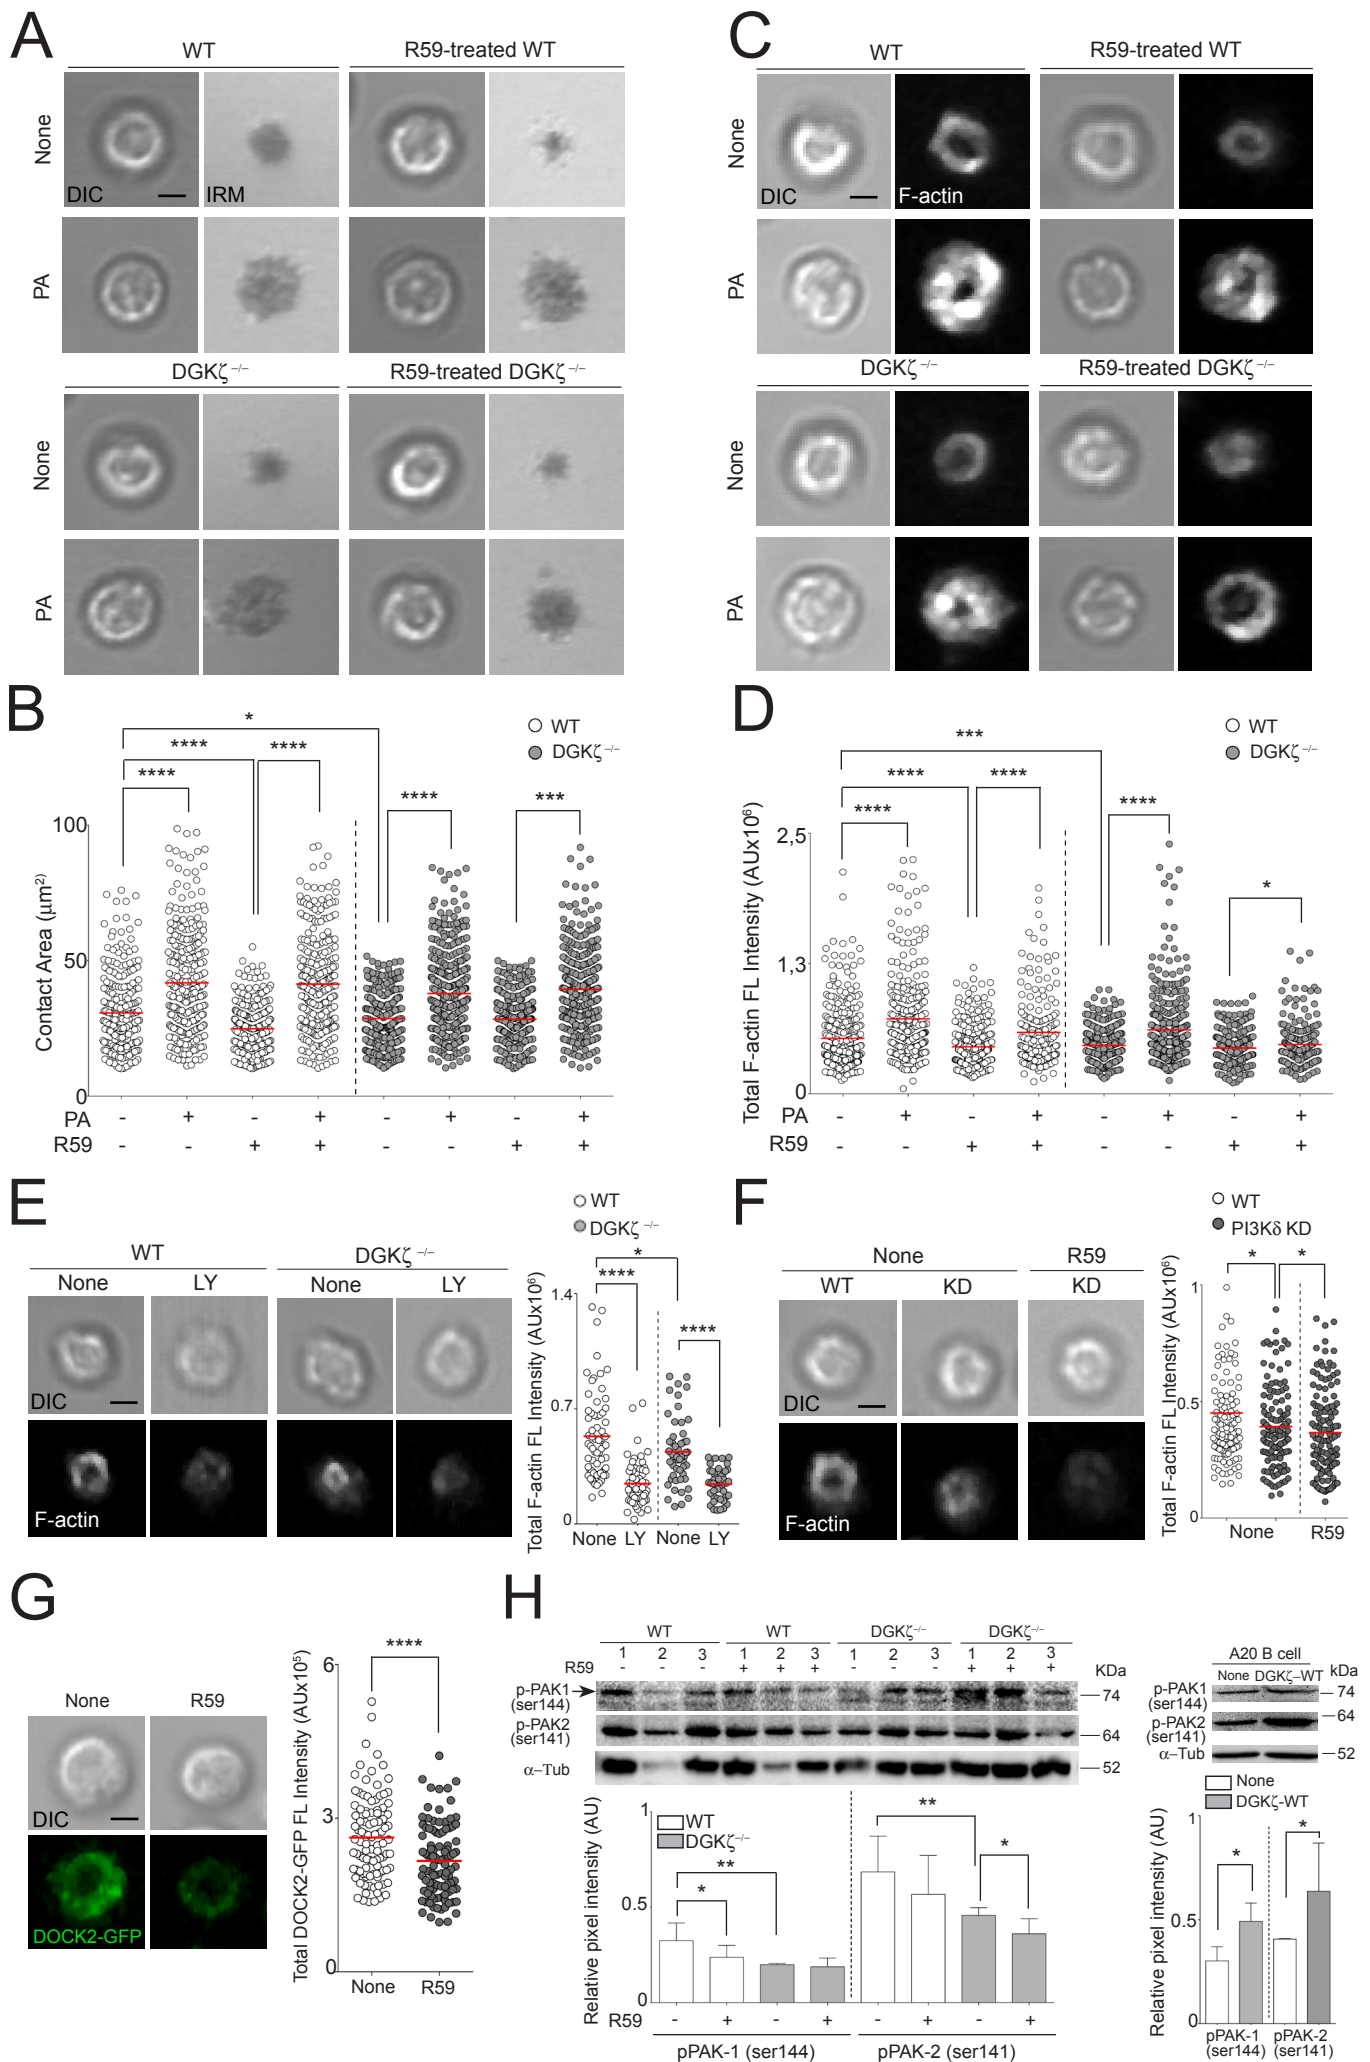 A
WT
R59-treated WT
None
DIC
IRM
PA
DGKζ −/−
R59-treated DGKζ −/−
None
PA
C
WT
R59-treated WT
None
DIC
F-actin
PA
DGKζ −/−
R59-treated DGKζ −/−
None
PA
B
WT
DGKζ −/−
*
**** ****
****
**** ***
Contact Area (μm²)
100
50
0
PA - + - + - + - +
R59 - - + + - - + +
D
WT
DGKζ −/−
***
**** ****
**** ****
*
Total F-actin FL Intensity (AUx10⁶)
2,5
1,3
0
PA - + - + - + - +
R59 - - + + - - + +
E
WT DGKζ −/−
None LY None LY
DIC
F-actin
WT
DGKζ −/−
*
****
****
Total F-actin FL Intensity (AUx10⁶)
1.4
0.7
0
None LY None LY
F
None R59
WT KD KD
DIC
F-actin
WT
PI3Kδ KD
* *
Total F-actin FL Intensity (AUx10⁶)
1
0.5
0
None R59
G
None R59
DIC
DOCK2-GFP
****
Total DOCK2-GFP FL Intensity (AUx10⁵)
6
3
0
None R59
H
WT WT DGKζ−/− DGKζ−/−
1 2 3 1 2 3 1 2 3 1 2 3
R59 - - - + + + - - - + + +
KDa
p-PAK1
(ser144)
74
p-PAK2
(ser141)
64
α−Tub
52
A20 B cell
None DGKζ−WT
KDa
p-PAK1
(ser144)
74
64
p-PAK2
(ser141)
α−Tub
52
WT
DGKζ−/−
**
*
**
*
Relative pixel intensity (AU)
1
0.5
0
R59 - + - + - + - +
pPAK-1 (ser144) pPAK-2 (ser141)
None
DGKζ-WT
*
*
Relative pixel intensity (AU)
1
0.5
0
pPAK-1 pPAK-2
(ser144) (ser141)